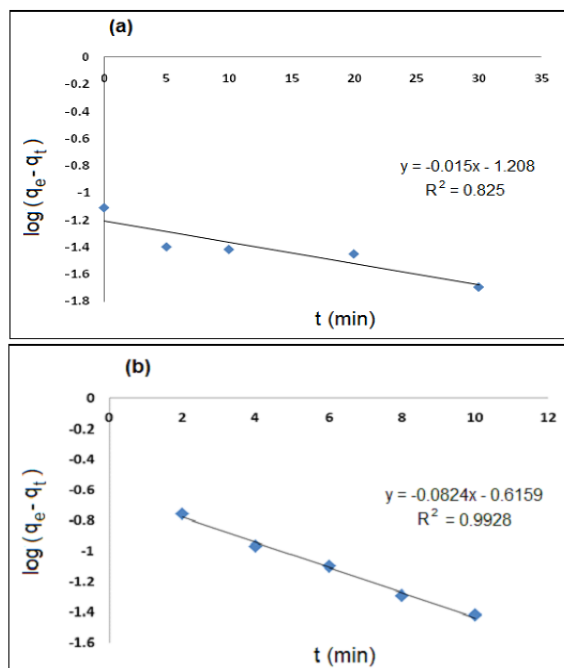 (a)
0
0 5 10 15 20 25 30 35
-0.2
-0.4
-0.6
-0.8
-1
-1.2
-1.4
-1.6
-1.8
log (qe - qt)
y = -0.015x - 1.208
R² = 0.825
t (min)
(b)
0
0 2 4 6 8 10 12
-0.2
-0.4
-0.6
-0.8
-1
-1.2
-1.4
-1.6
log (qe - qt)
y = -0.0824x - 0.6159
R² = 0.9928
t (min)